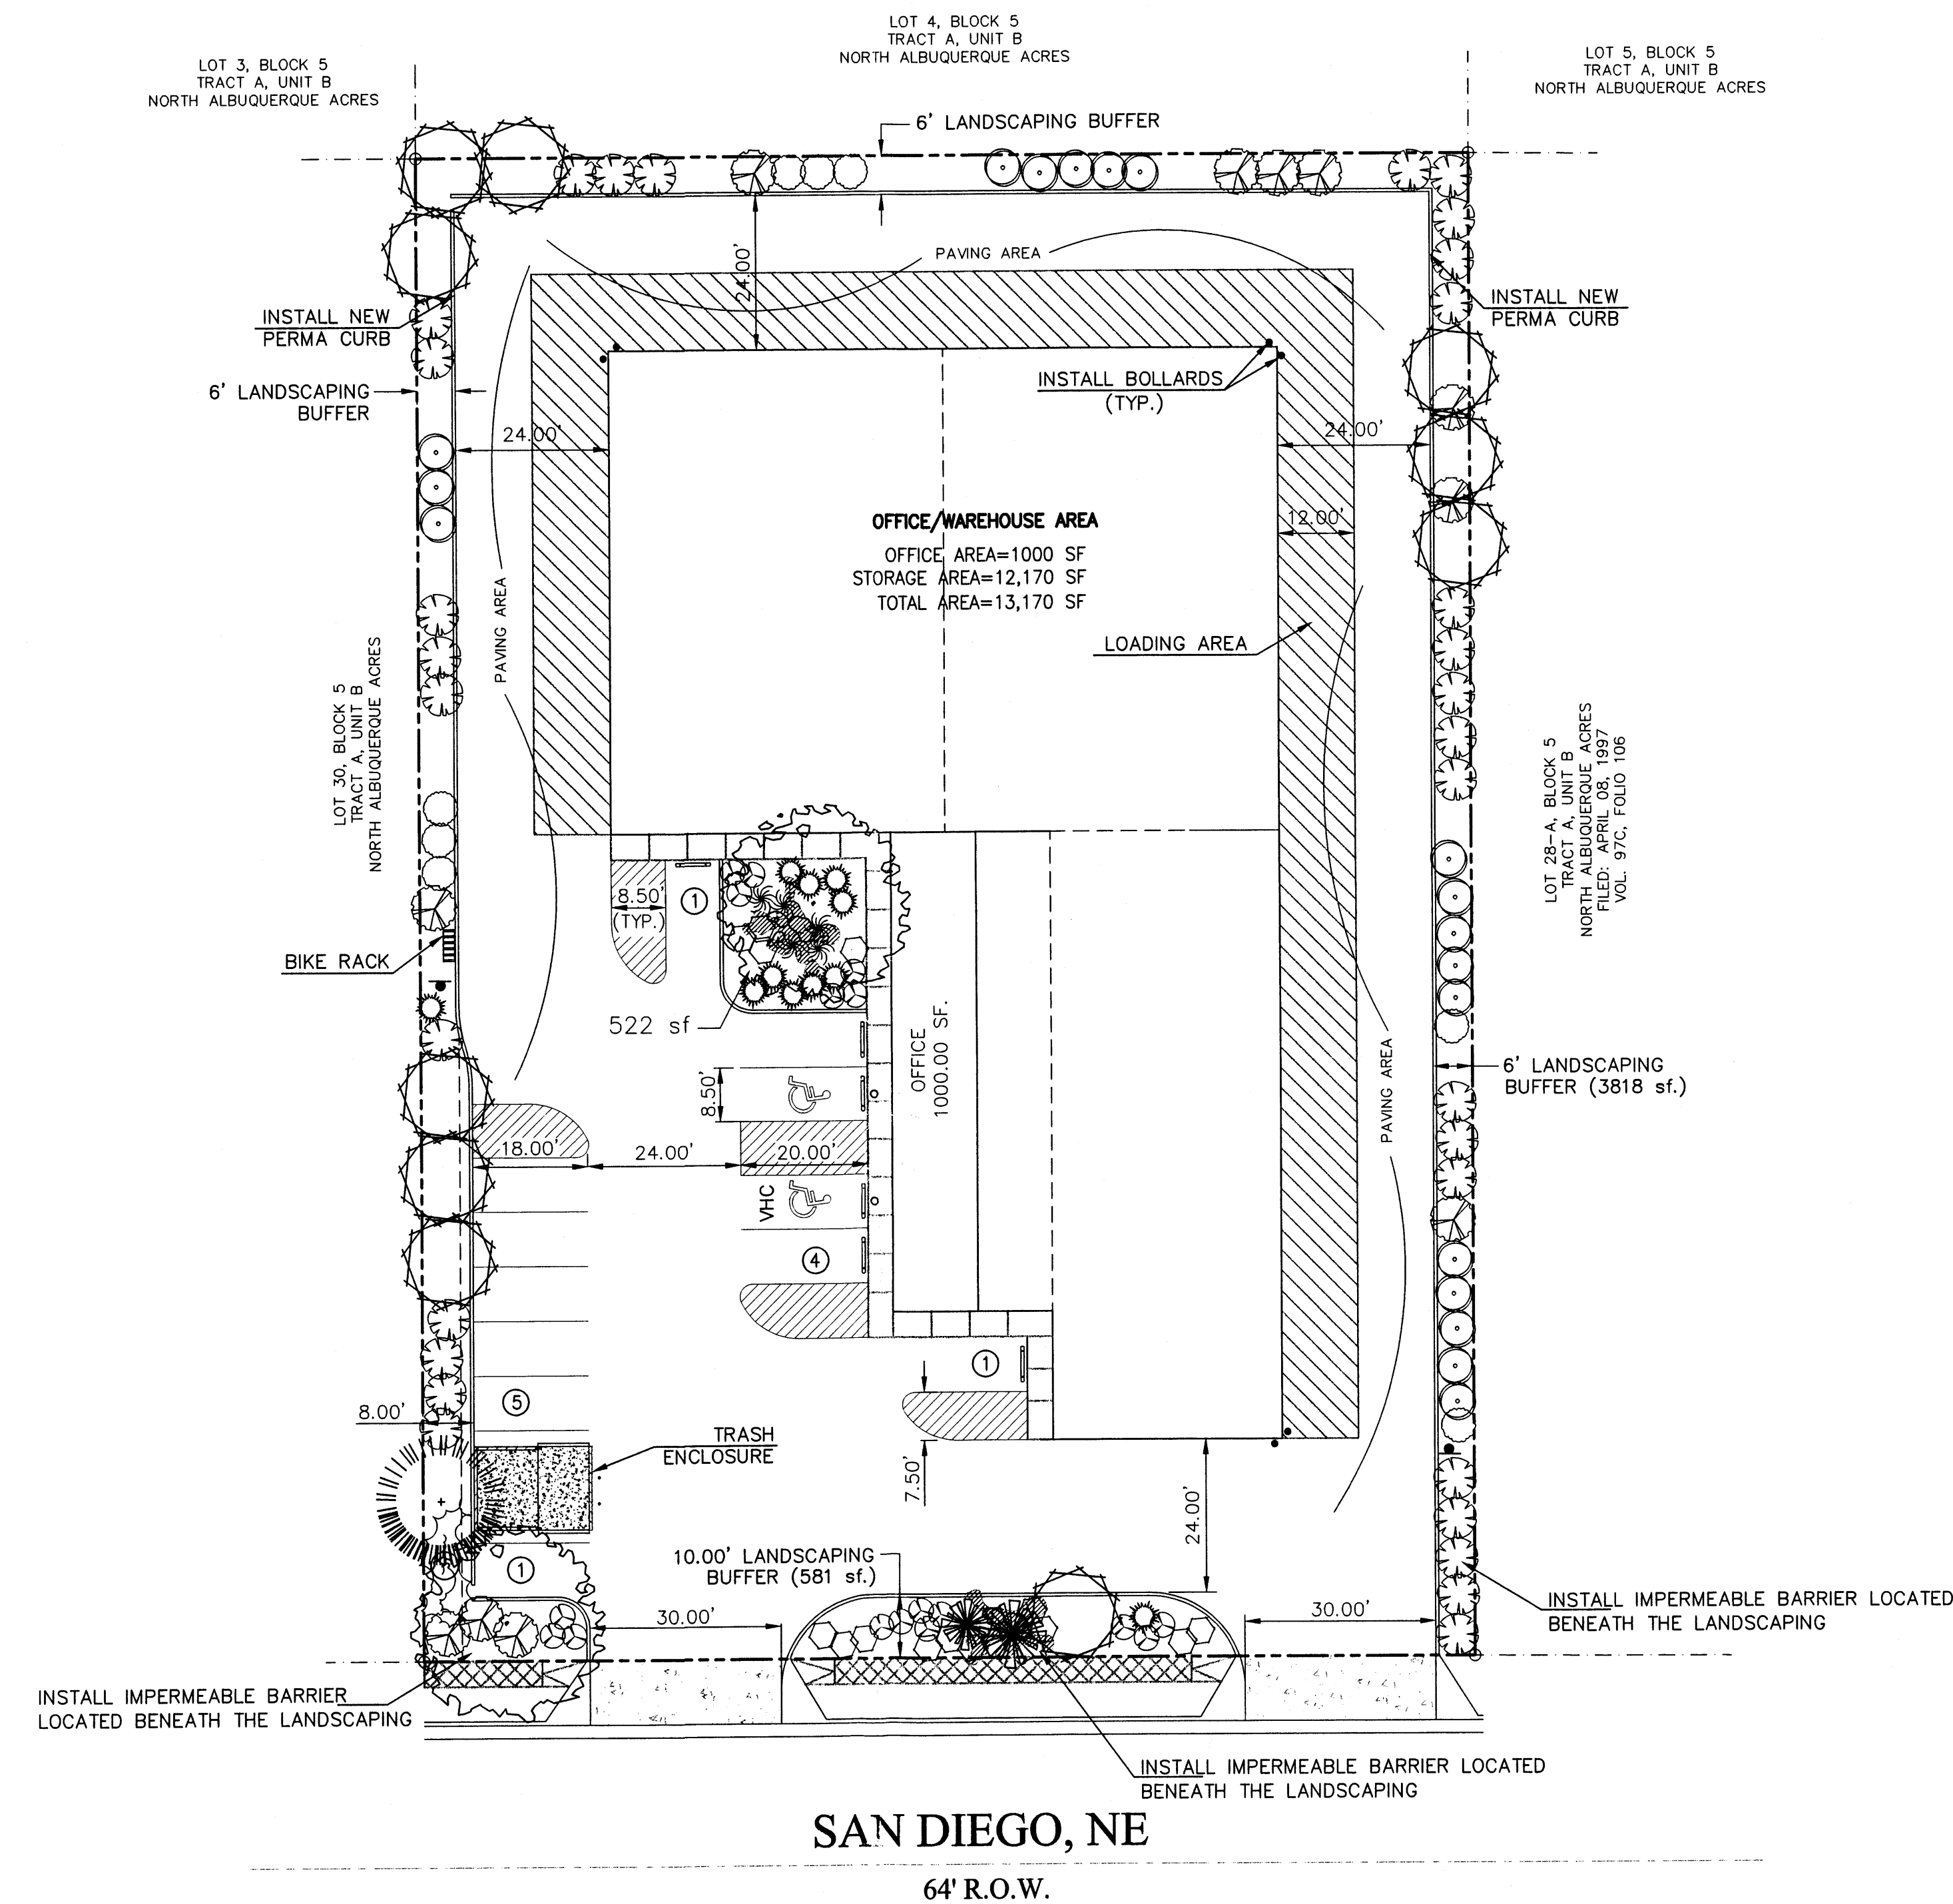 LOT 4, BLOCK 5
TRACT A, UNIT B
NORTH ALBUQUERQUE ACRES
LOT 3, BLOCK 5
TRACT A, UNIT B
NORTH ALBUQUERQUE ACRES
LOT 5, BLOCK 5
TRACT A, UNIT B
NORTH ALBUQUERQUE ACRES
6' LANDSCAPING BUFFER
24.00'
PAVING AREA
INSTALL NEW
PERMA CURB
INSTALL NEW
PERMA CURB
6' LANDSCAPING
BUFFER
INSTALL BOLLARDS
(TYP.)
24.00'
24.00'
12.00'
OFFICE/WAREHOUSE AREA
OFFICE AREA=1000 SF
STORAGE AREA=12,170 SF
TOTAL AREA=13,170 SF
PAVING AREA
LOADING AREA
LOT 30, BLOCK 5
TRACT A, UNIT B
NORTH ALBUQUERQUE ACRES
LOT 28-A, BLOCK 5
TRACT A, UNIT B
NORTH ALBUQUERQUE ACRES
FILED: APRIL 08, 1997
VOL. 97C, FOLIO 106
8.50'
(TYP.)
1
BIKE RACK
522 sf
OFFICE
1000.00 SF.
8.50'
PAVING AREA
6' LANDSCAPING
BUFFER (3818 sf.)
18.00'
24.00'
20.00'
VHC
4
1
5
8.00'
TRASH
ENCLOSURE
7.50'
24.00'
1
10.00' LANDSCAPING
BUFFER (581 sf.)
30.00'
30.00'
INSTALL IMPERMEABLE BARRIER LOCATED
BENEATH THE LANDSCAPING
INSTALL IMPERMEABLE BARRIER
LOCATED BENEATH THE LANDSCAPING
INSTALL IMPERMEABLE BARRIER LOCATED
BENEATH THE LANDSCAPING
SAN DIEGO, NE
64' R.O.W.